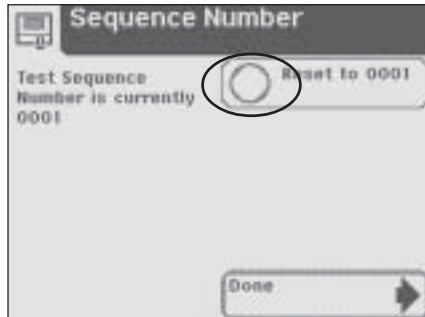 Sequence Number
Test Sequence
Number is currently
0001
Reset to 0001
Done